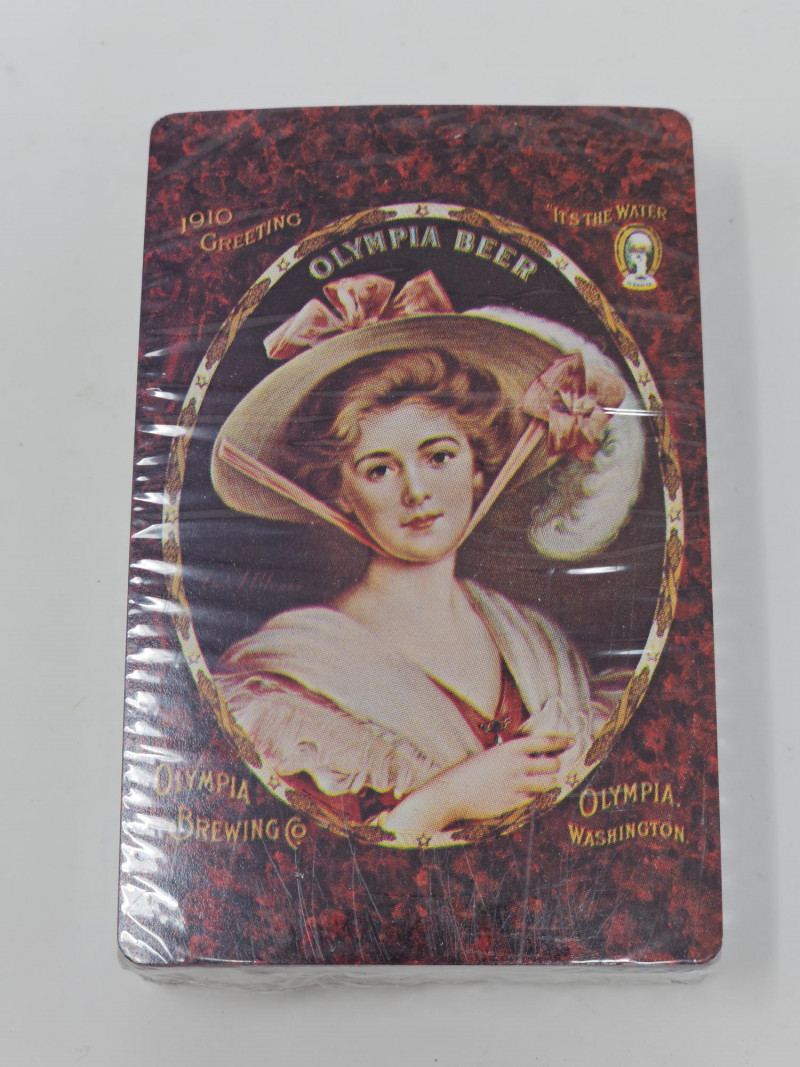 1910
GREETING
"IT'S THE WATER
OLYMPIA BEER
OLYMPIA
BREWING CO
OLYMPIA.
WASHINGTON.